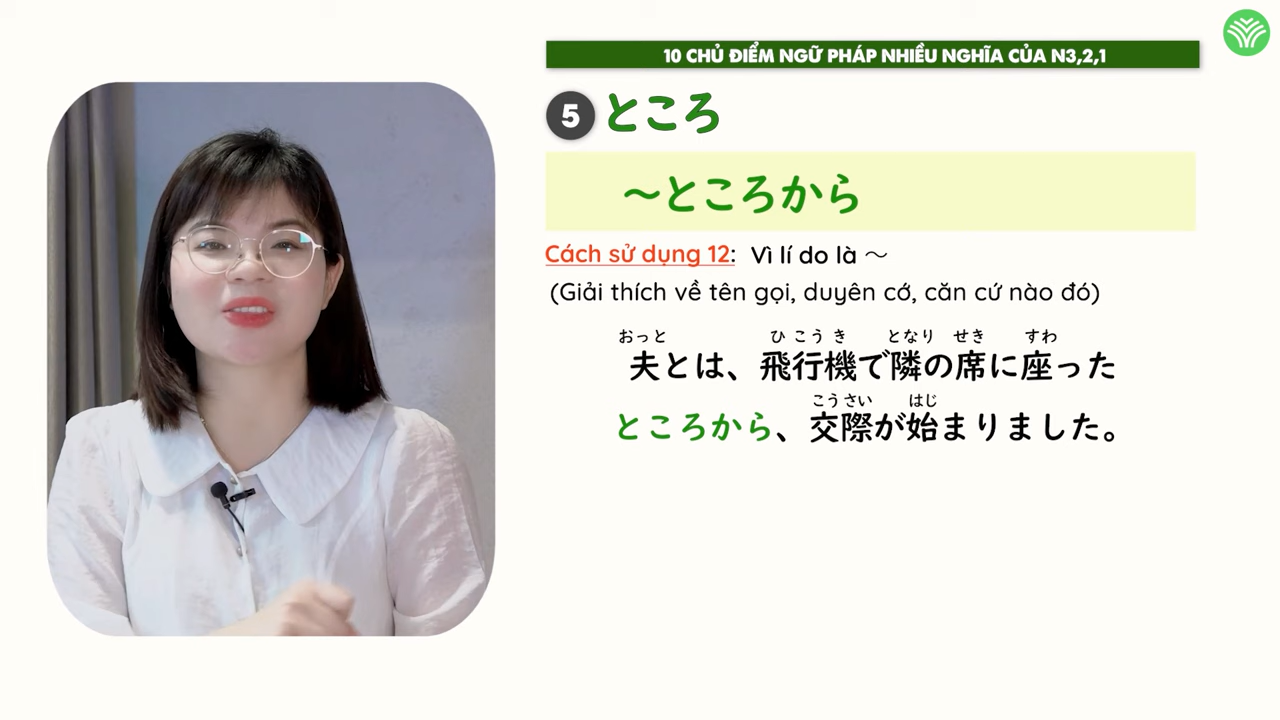 10 CHỦ ĐIỂM NGỮ PHÁP NHIỀU NGHĨA CỦA N3,2,1
5 ところ
～ところから
Cách sử dụng 12: Vì lí do là ～
(Giải thích về tên gọi, duyên cớ, căn cứ nào đó)
おっと ひ こう き となり せき すわ
夫とは、飛行機で隣の席に座った
こうさい はじ
ところから、交際が始まりました。